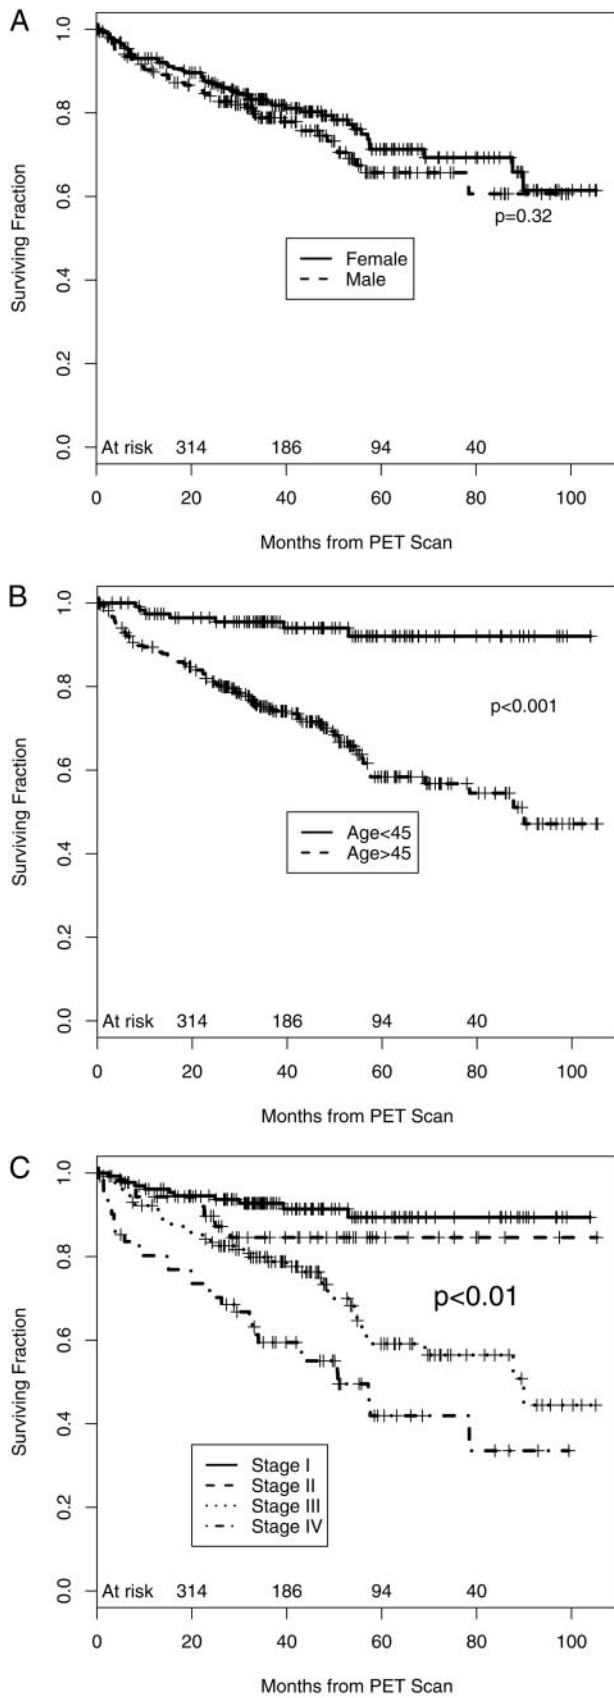 A
1.0
0.8
0.6
0.4
0.2
0.0
Surviving Fraction
p=0.32
Female
Male
At risk 314 186 94 40
0 20 40 60 80 100
Months from PET Scan
B
1.0
0.8
0.6
0.4
0.2
0.0
Surviving Fraction
p<0.001
Age<45
Age>45
At risk 314 186 94 40
0 20 40 60 80 100
Months from PET Scan
C
1.0
0.8
0.6
0.4
0.2
0.0
Surviving Fraction
p<0.01
Stage I
Stage II
Stage III
Stage IV
At risk 314 186 94 40
0 20 40 60 80 100
Months from PET Scan